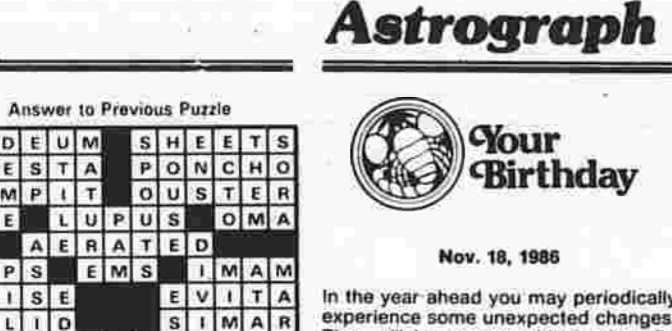 Astrograph
Answer to Previous Puzzle
D E U M S H E E T S
E S T A P O N C H O
M P I T O U S T E R
E L U P U S O M A
A E R A T E D
P S E M S I M A M
I S E E V I T A
L I D S I M A R
Your
Birthday
Nov. 18, 1986
In the year ahead you may periodically
experience some unexpected changes.